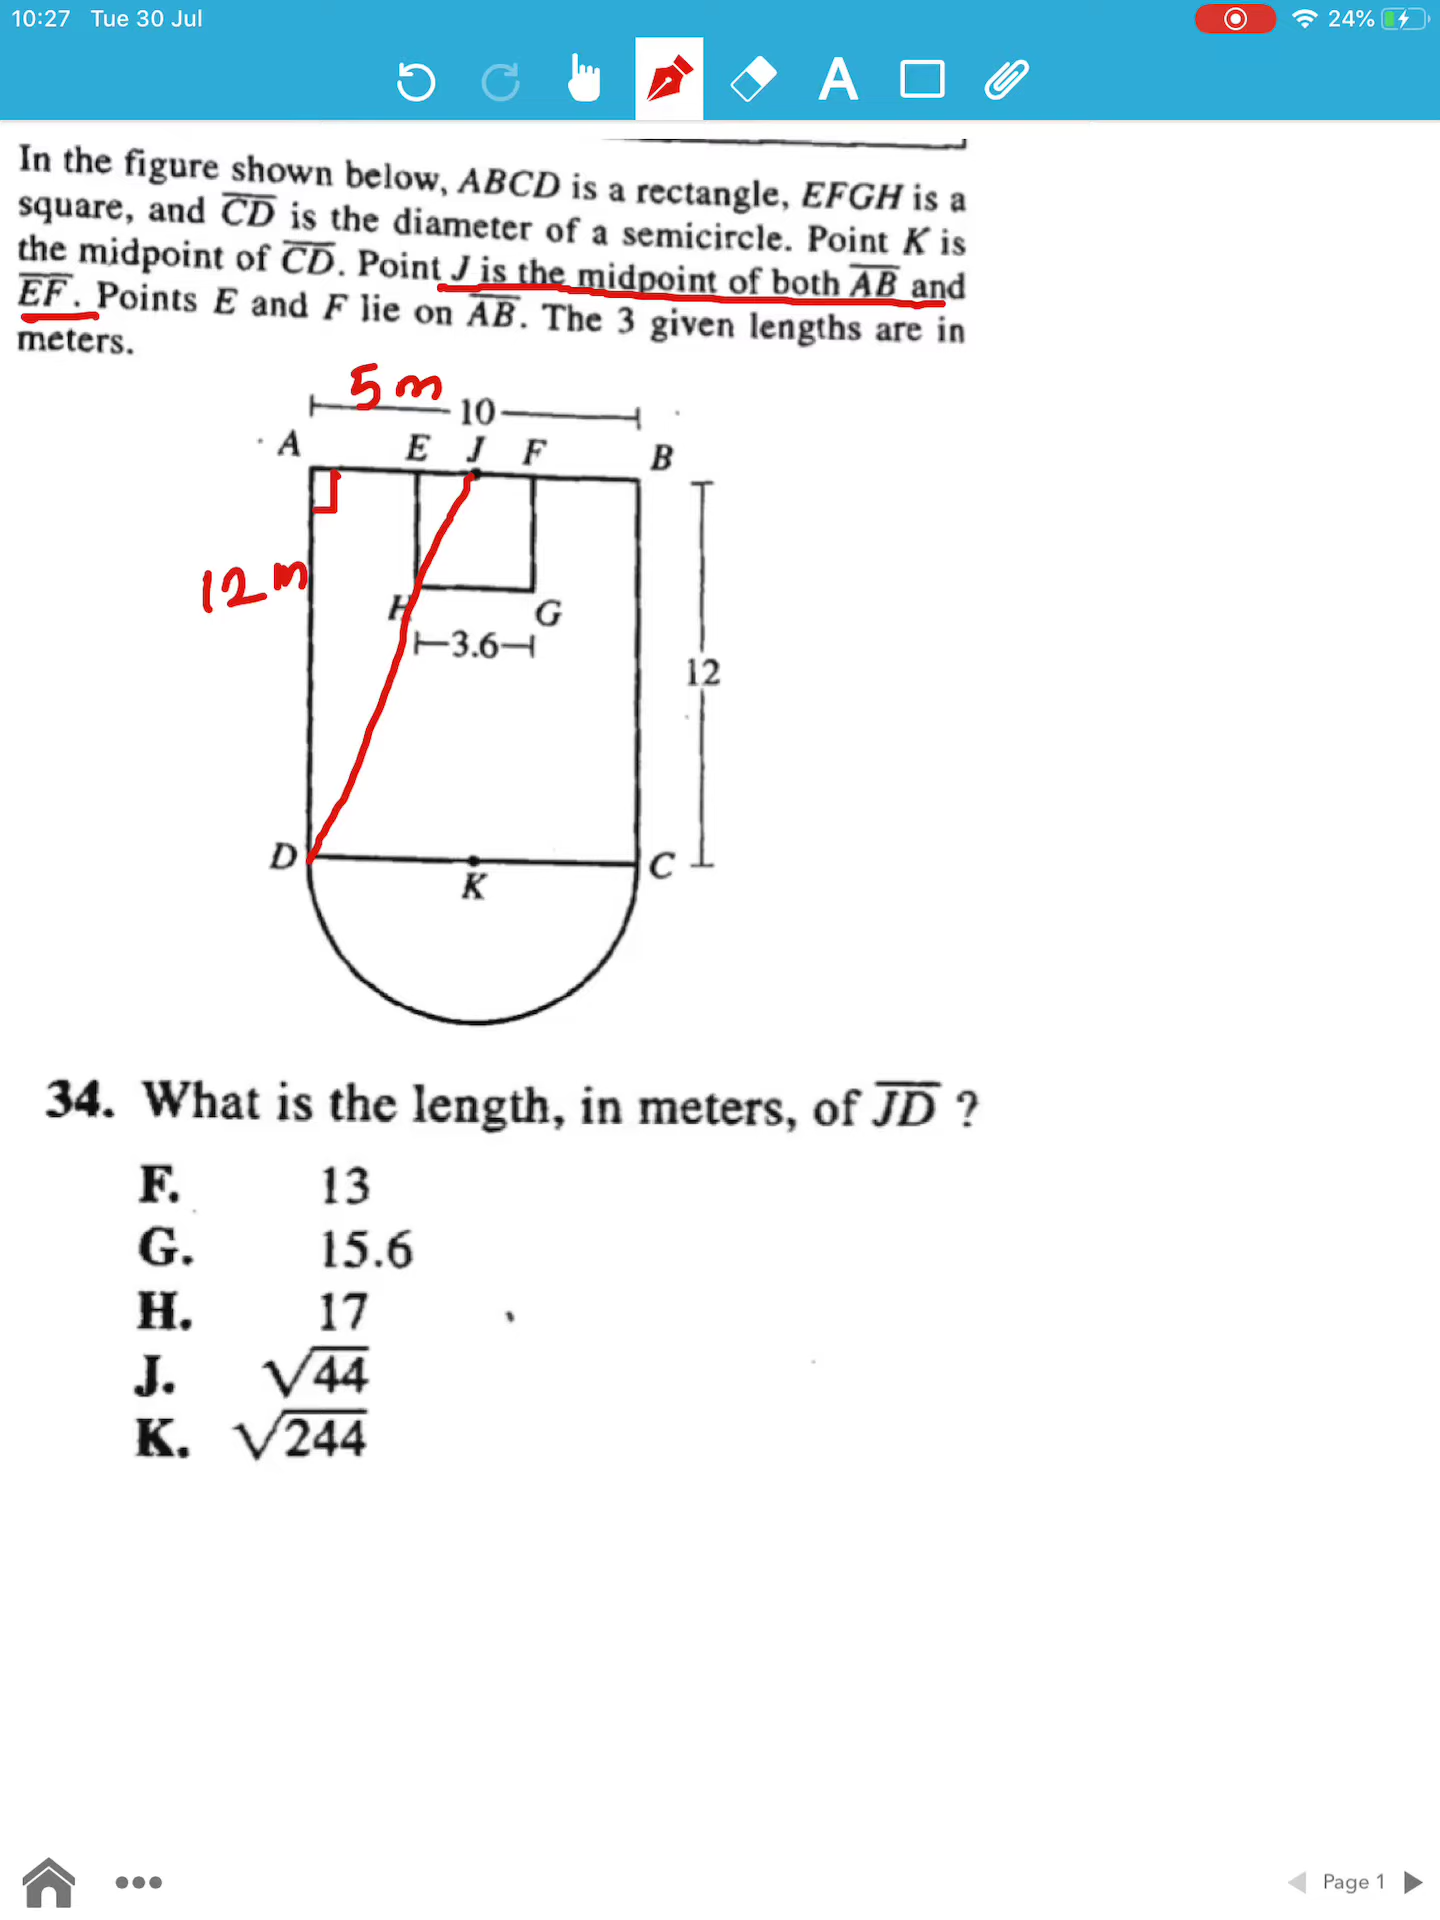 10:27 Tue 30 Jul
24%
A
In the figure shown below, ABCD is a rectangle, EFGH is a
square, and CD is the diameter of a semicircle. Point K is
the midpoint of CD. Point J is the midpoint of both AB and
EF. Points E and F lie on AB. The 3 given lengths are in
meters.
5 m
10
A E J F B
12 m
H G
3.6
12
D K C
34. What is the length, in meters, of JD ?
F. 13
G. 15.6
H. 17
J. √44
K. √244
Page 1